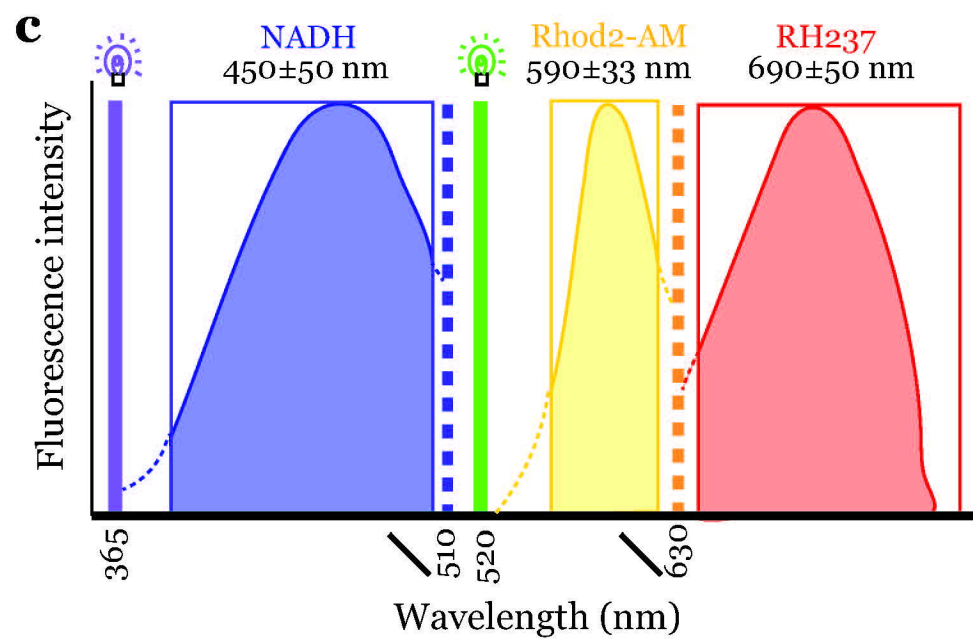 c
NADH
450±50 nm
Rhod2-AM
590±33 nm
RH237
690±50 nm
Fluorescence intensity
365
510
520
630
Wavelength (nm)